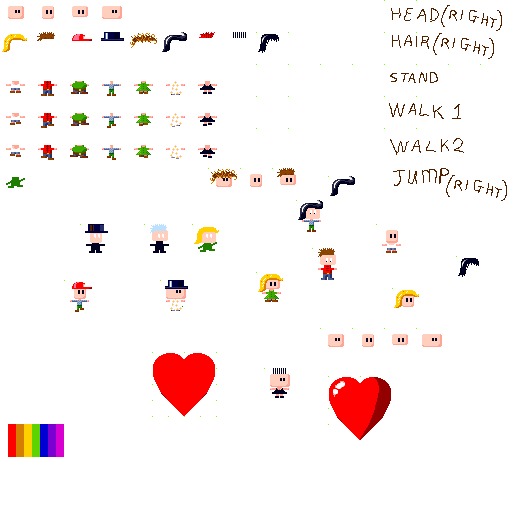 HEAD(RIGHT)
HAIR(RIGHT)
STAND
WALK 1
WALK2
JUMP(RIGHT)